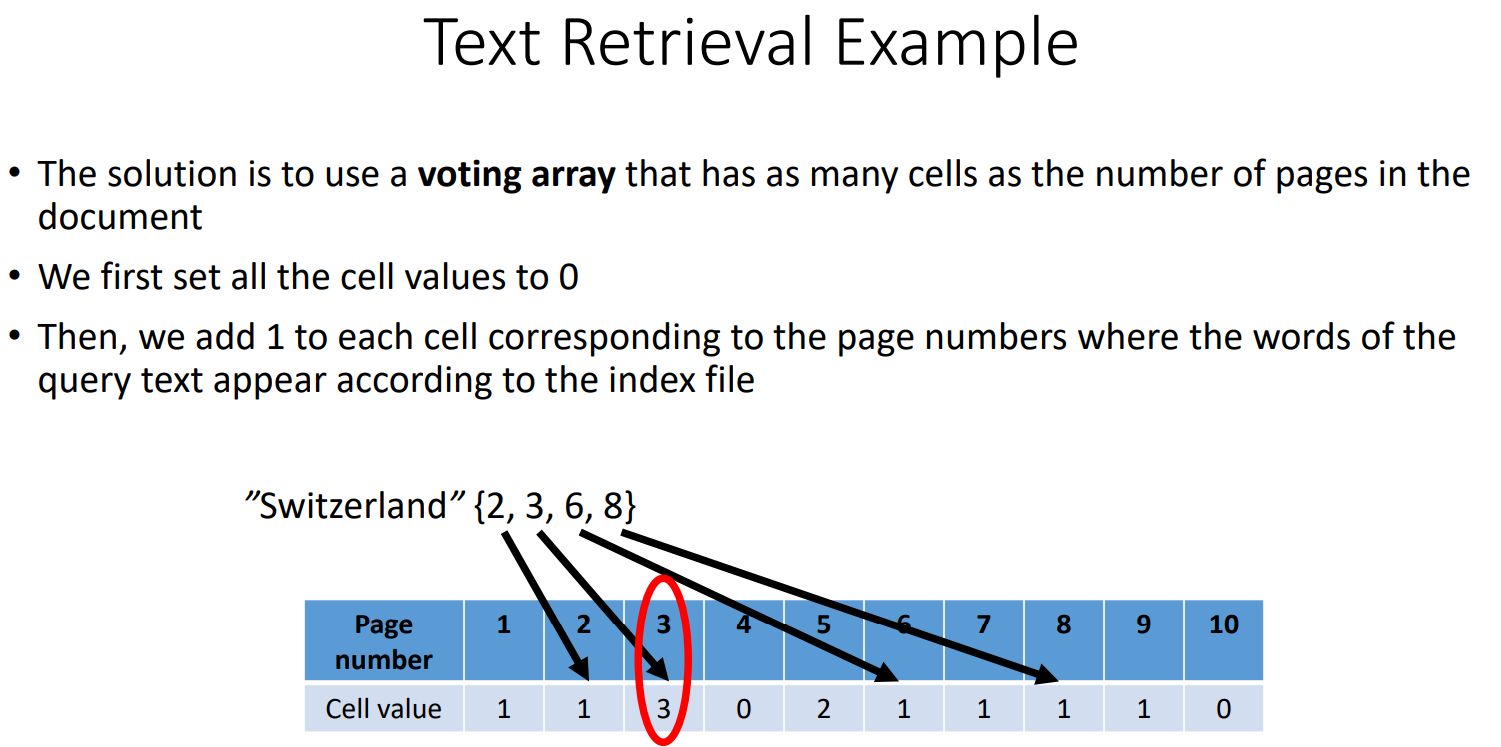 Text Retrieval Example
• The solution is to use a voting array that has as many cells as the number of pages in the
document
• We first set all the cell values to 0
• Then, we add 1 to each cell corresponding to the page numbers where the words of the
query text appear according to the index file
”Switzerland” {2, 3, 6, 8}
Page number 1 2 3 4 5 6 7 8 9 10
Cell value 1 1 3 0 2 1 1 1 1 0